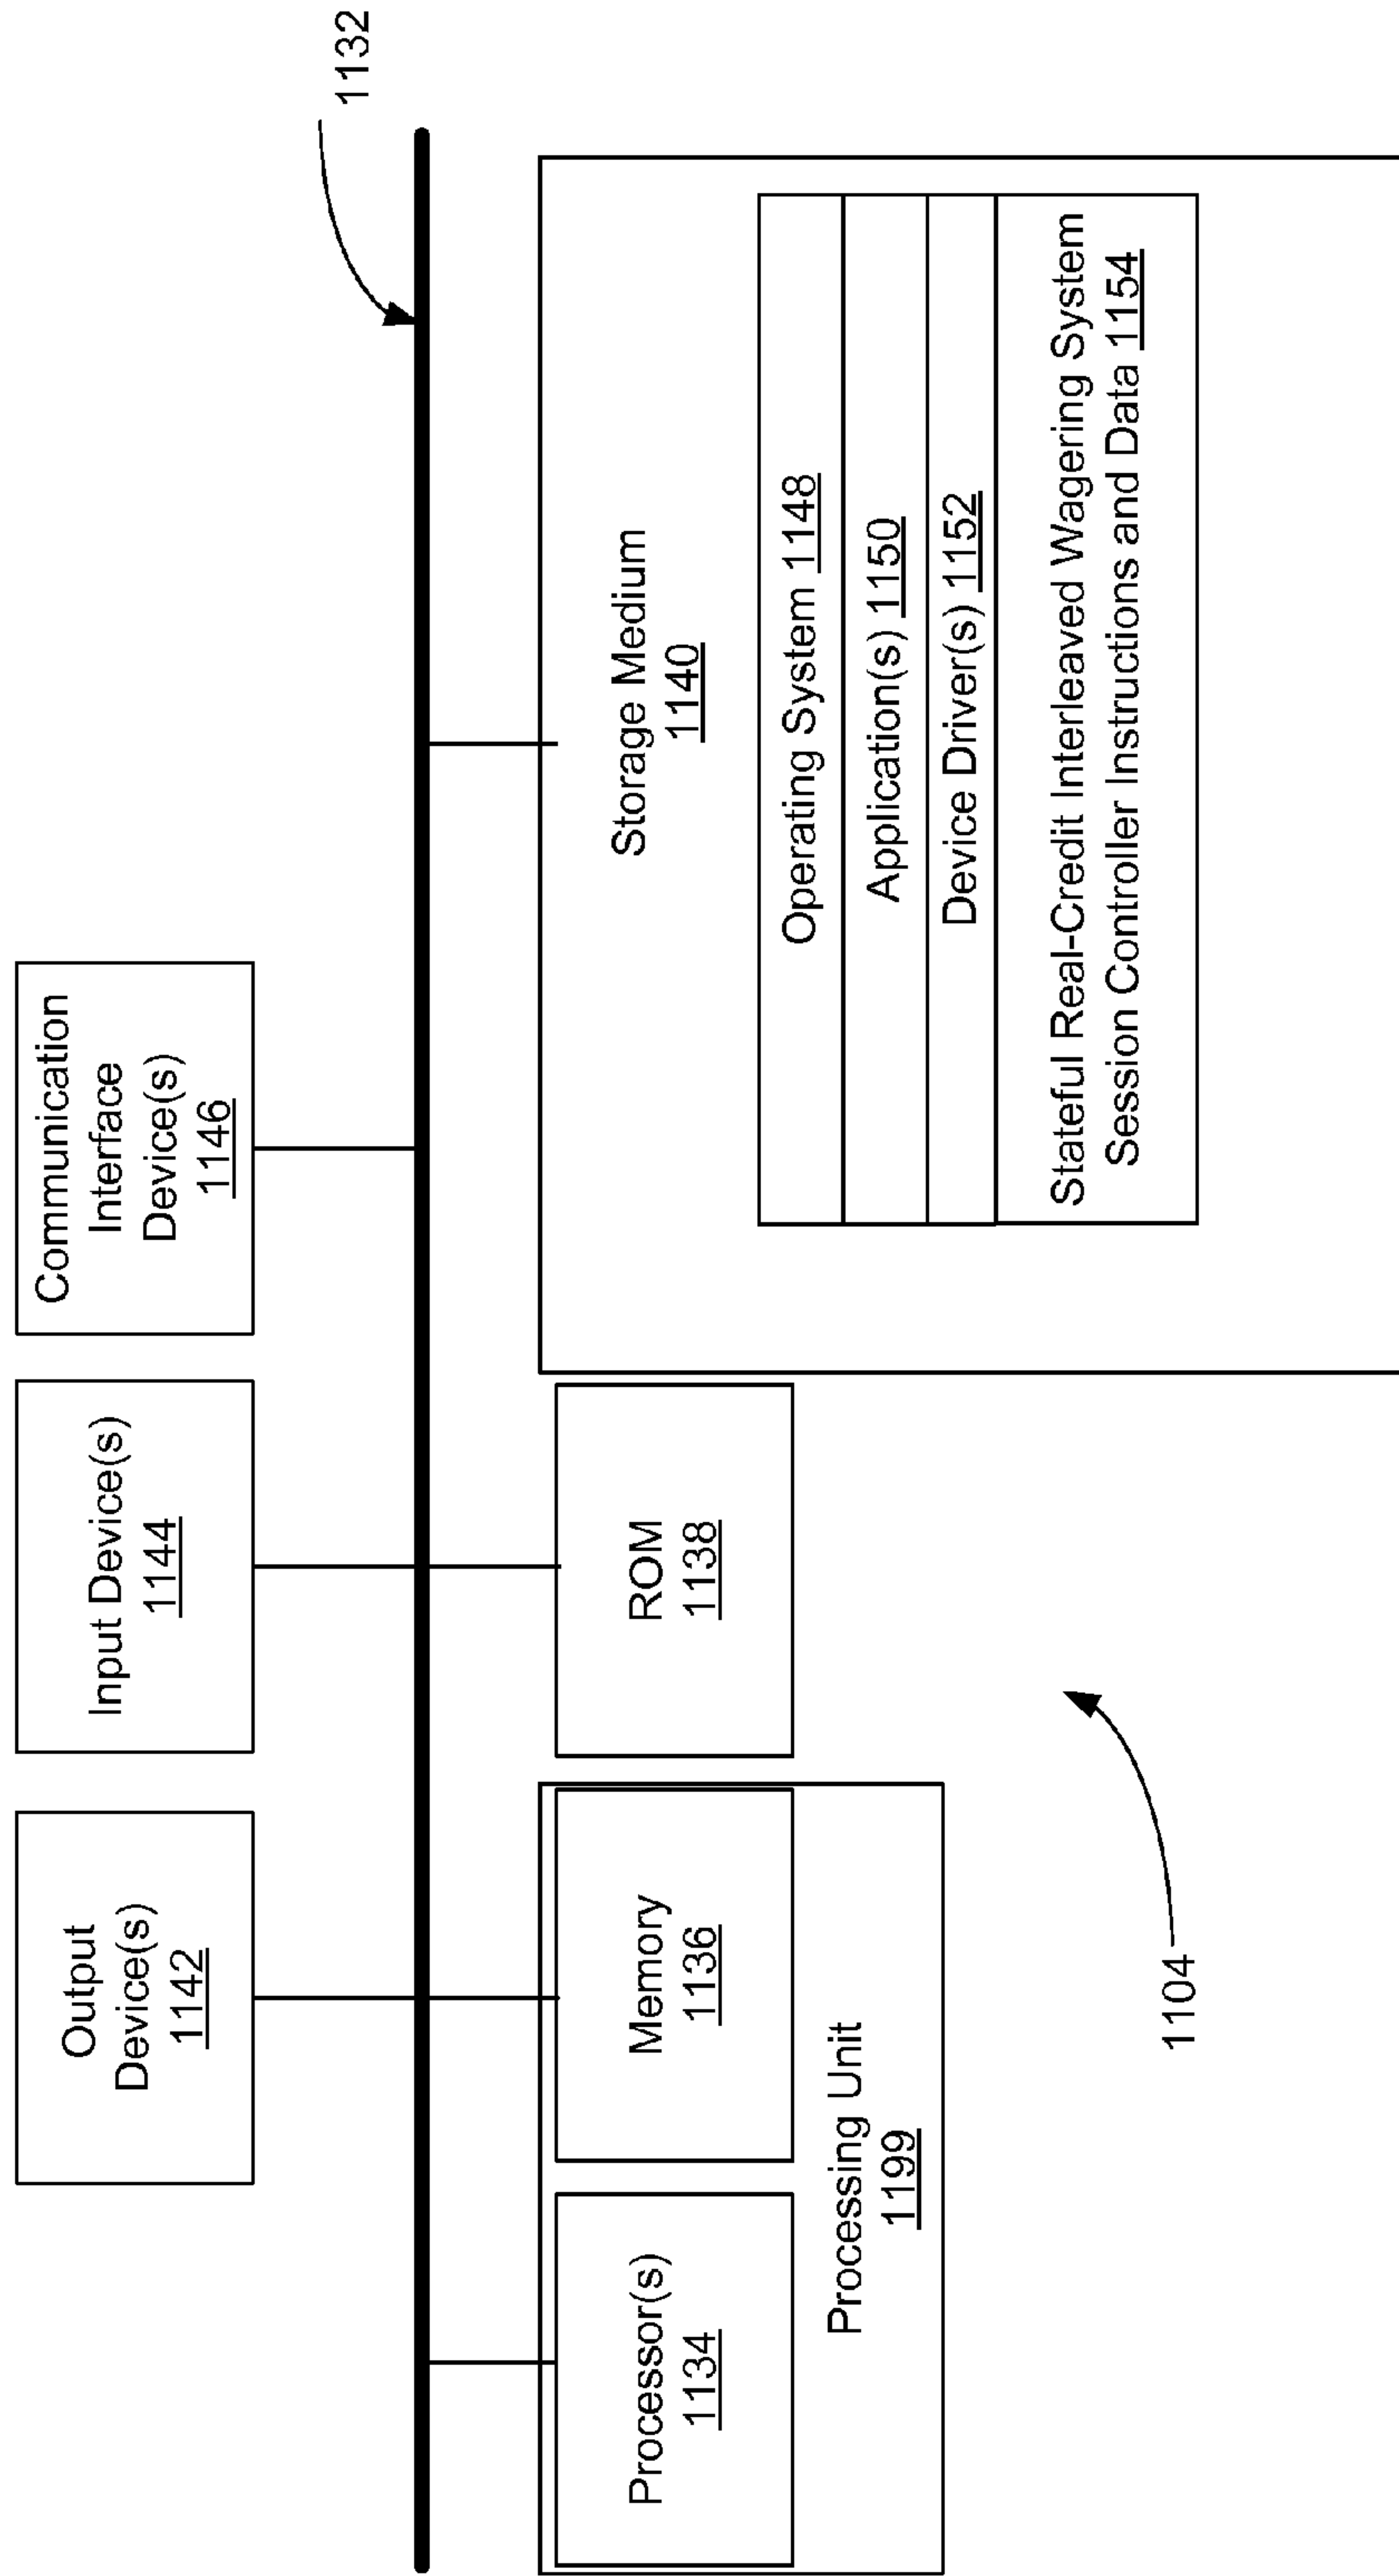 Output
Device(s)
1142
Input Device(s)
1144
Communication
Interface
Device(s)
1146
1132
Processor(s)
1134
Memory
1136
Processing Unit
1199
ROM
1138
Storage Medium
1140
Operating System 1148
Application(s) 1150
Device Driver(s) 1152
Stateful Real-Credit Interleaved Wagering System
Session Controller Instructions and Data 1154
1104